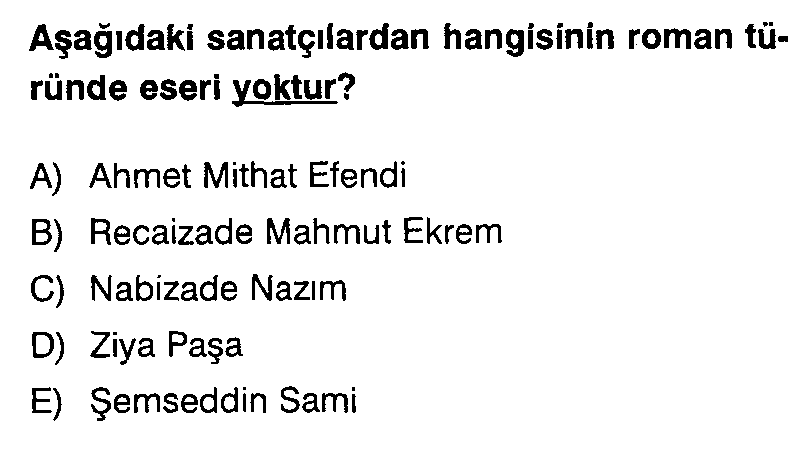 Aşağıdaki sanatçılardan hangisinin roman tü-
ründe eseri yoktur?
A) Ahmet Mithat Efendi
B) Recaizade Mahmut Ekrem
C) Nabizade Nazım
D) Ziya Paşa
E) Şemseddin Sami